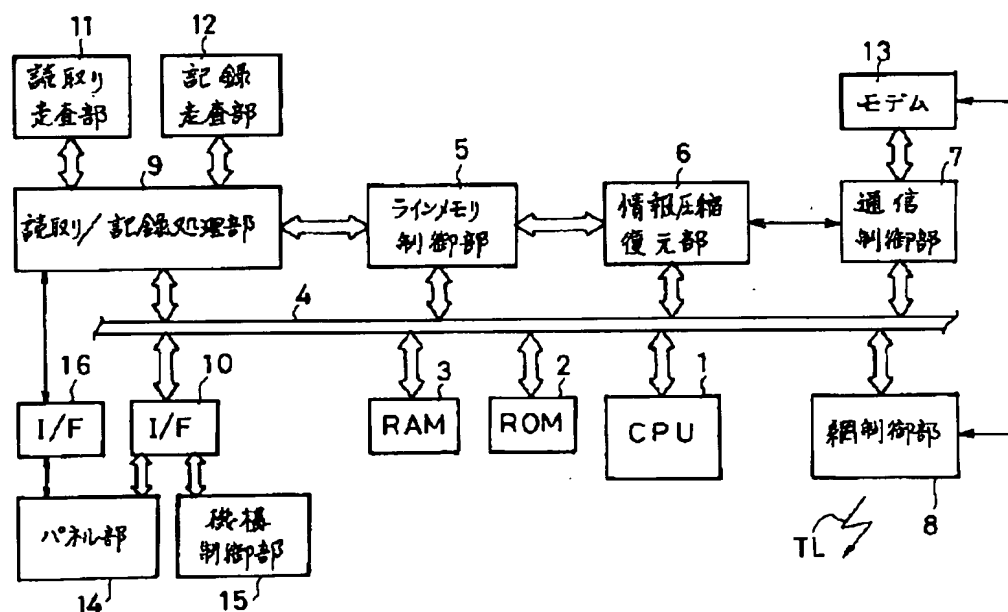 11
読取り
走査部
12
記録
走査部
13
モデム
9
読取り/記録処理部
5
ラインメモリ
制御部
6
情報圧縮
復元部
7
通信
制御部
4
16
I/F
10
I/F
3
RAM
2
ROM
1
CPU
網制御部
8
TL
パネル部
14
機構
制御部
15